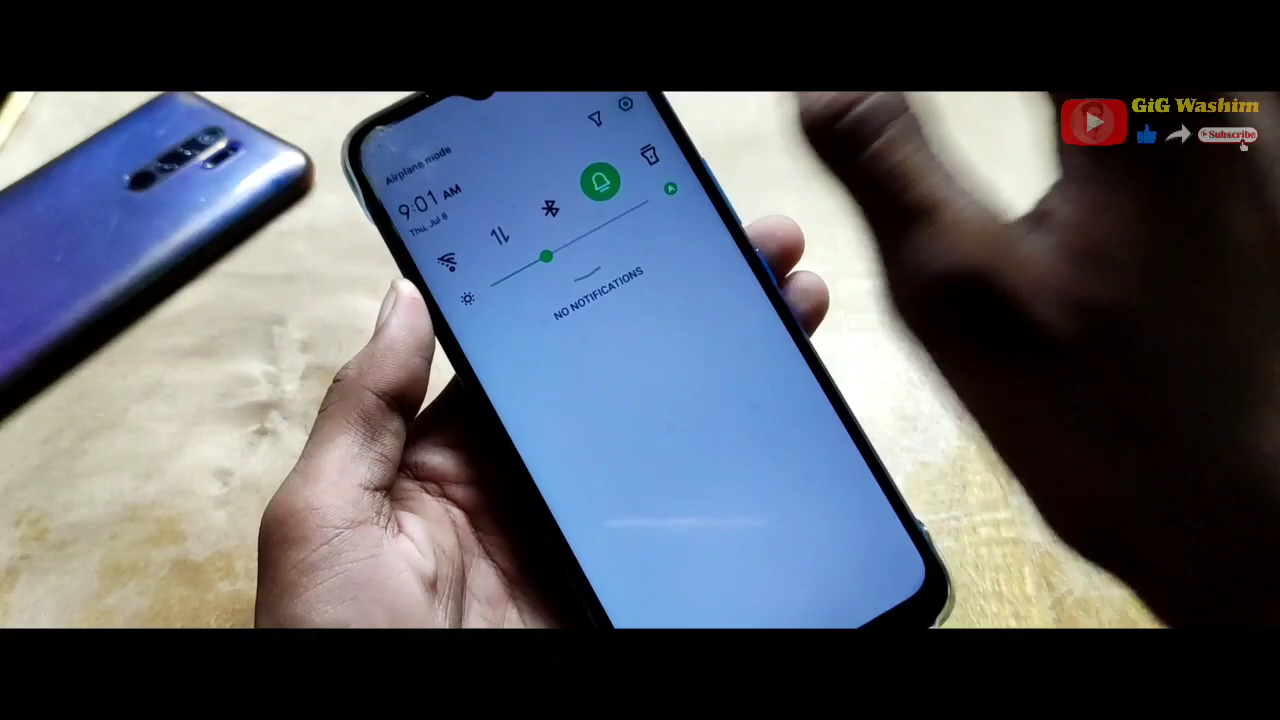 GiG Washim
Subscribe
Airplane mode
9:01 AM
Thu, Jul 8
A
NO NOTIFICATIONS